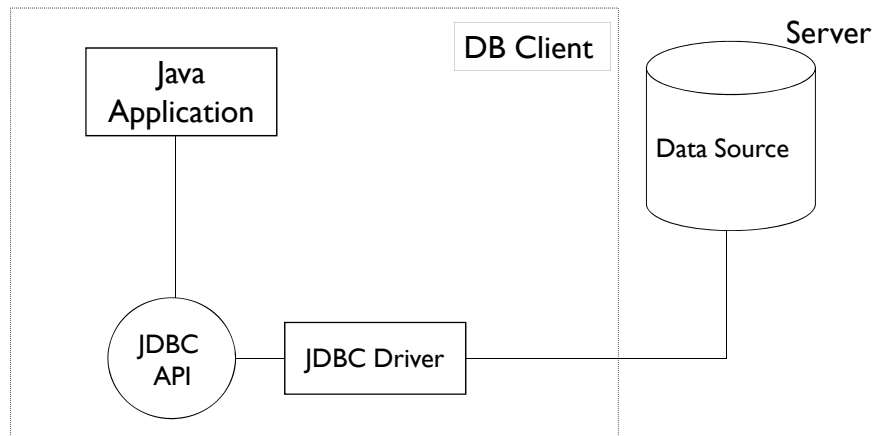 DB Client
Server
Java
Application
Data Source
JDBC
API
JDBC Driver